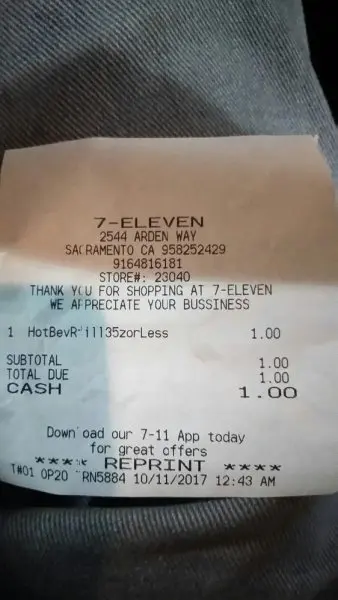 7-ELEVEN
2544 ARDEN WAY
SACRAMENTO CA 958252429
9164816181
STORE#: 23040
THANK YOU FOR SHOPPING AT 7-ELEVEN
WE APPRECIATE YOUR BUSSINESS
1 HotBevRfill35zorLess 1.00
SUBTOTAL 1.00
TOTAL DUE 1.00
CASH 1.00
Download our 7-11 App today
for great offers
**** REPRINT ****
T#01 OP20 TRN5884 10/11/2017 12:43 AM